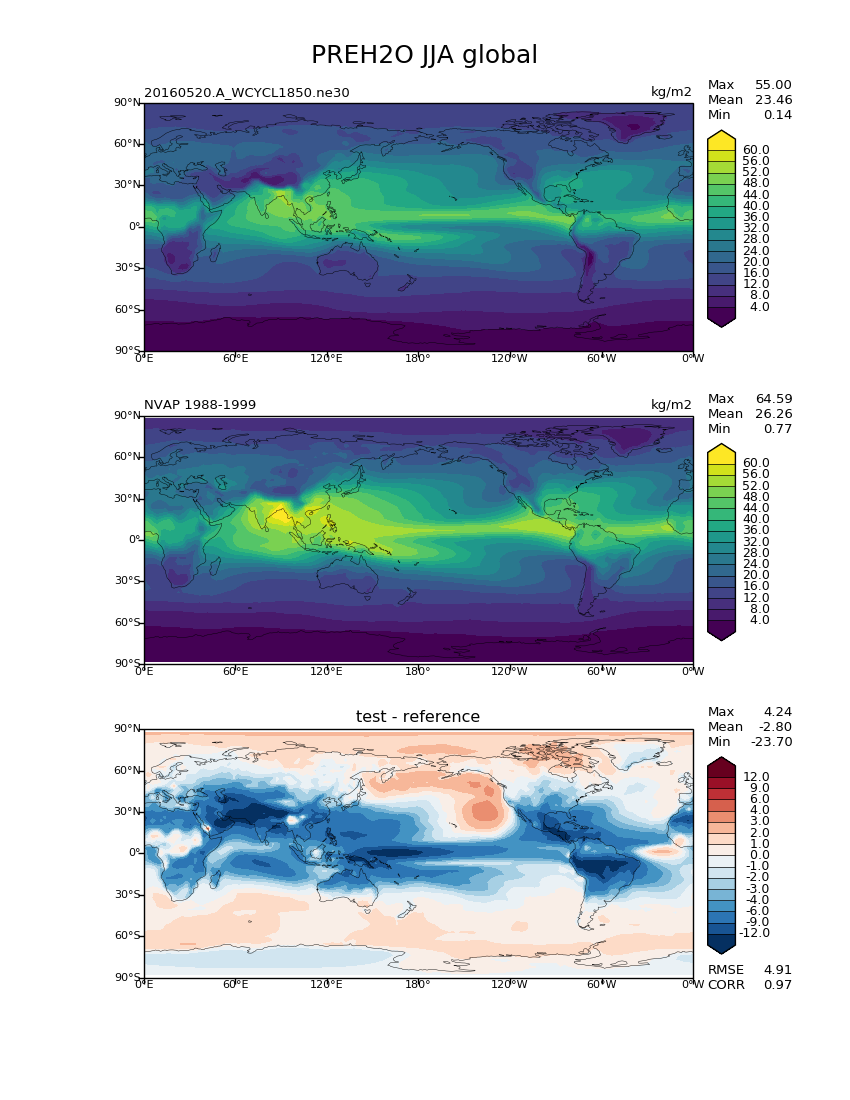 PREH2O JJA global
20160520.A_WCYCL1850.ne30
kg/m2
Max 55.00
Mean 23.46
Min 0.14
90°N
60°N
30°N
0°
30°S
60°S
90°S
0°E 60°E 120°E 180° 120°W 60°W 0°W
60.0
56.0
52.0
48.0
44.0
40.0
36.0
32.0
28.0
24.0
20.0
16.0
12.0
8.0
4.0
NVAP 1988-1999
kg/m2
Max 64.59
Mean 26.26
Min 0.77
90°N
60°N
30°N
0°
30°S
60°S
90°S
0°E 60°E 120°E 180° 120°W 60°W 0°W
60.0
56.0
52.0
48.0
44.0
40.0
36.0
32.0
28.0
24.0
20.0
16.0
12.0
8.0
4.0
test - reference
Max 4.24
Mean -2.80
Min -23.70
90°N
60°N
30°N
0°
30°S
60°S
90°S
0°E 60°E 120°E 180° 120°W 60°W 0°W
12.0
9.0
6.0
4.0
3.0
2.0
1.0
0.0
-1.0
-2.0
-3.0
-4.0
-6.0
-9.0
-12.0
RMSE 4.91
CORR 0.97